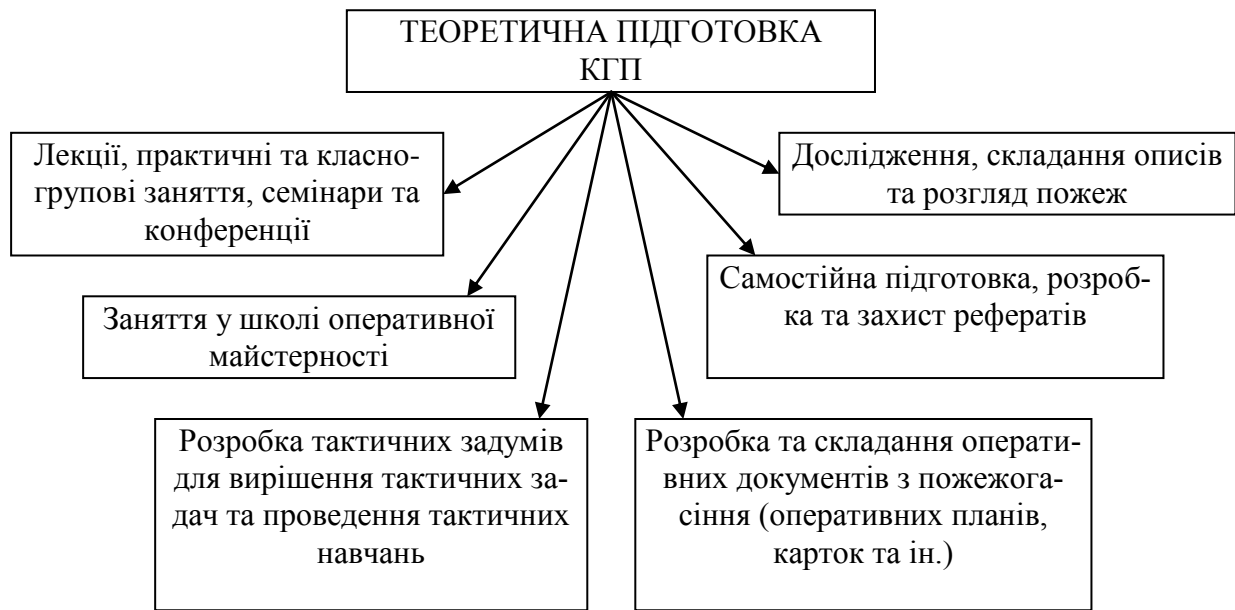 ТЕОРЕТИЧНА ПІДГОТОВКА
КГП
Лекції, практичні та класно-
групові заняття, семінари та
конференції
Дослідження, складання описів
та розгляд пожеж
Заняття у школі оперативної
майстерності
Самостійна підготовка, розроб-
ка та захист рефератів
Розробка тактичних задумів
для вирішення тактичних за-
дач та проведення тактичних
навчань
Розробка та складання операти-
вних документів з пожежога-
сіння (оперативних планів,
карток та ін.)